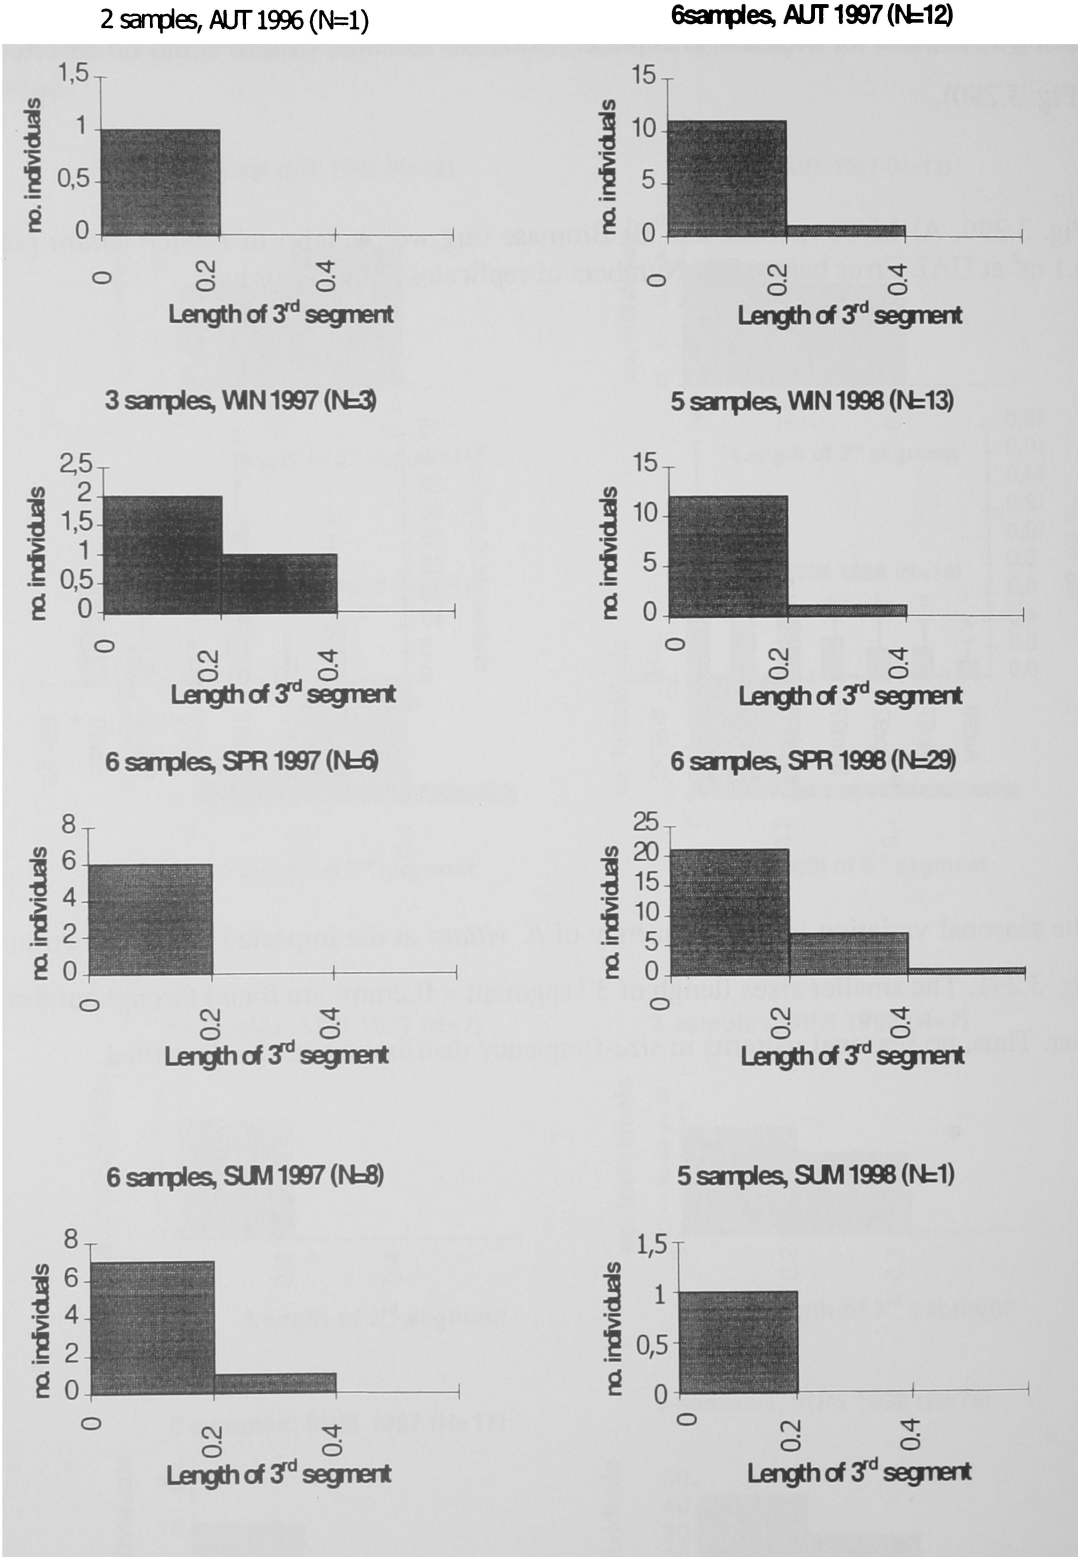 2 samples, AUT 1996 (N=1)
1,5
1
0,5
0
no. individuals
0
0.2
0.4
Length of 3rd segment
6samples, AUT 1997 (N=12)
15
10
5
0
no. individuals
0
0.2
0.4
Length of 3rd segment
3 samples, WIN 1997 (N=3)
2,5
2
1,5
1
0,5
0
no. individuals
0
0.2
0.4
Length of 3rd segment
5 samples, WIN 1998 (N=13)
15
10
5
0
no. individuals
0
0.2
0.4
Length of 3rd segment
6 samples, SPR 1997 (N=6)
8
6
4
2
0
no. individuals
0
0.2
0.4
Length of 3rd segment
6 samples, SPR 1998 (N=29)
25
20
15
10
5
0
no. individuals
0
0.2
0.4
Length of 3rd segment
6 samples, SUM 1997 (N=8)
8
6
4
2
0
no. individuals
0
0.2
0.4
Length of 3rd segment
5 samples, SUM 1998 (N=1)
1,5
1
0,5
0
no. individuals
0
0.2
0.4
Length of 3rd segment